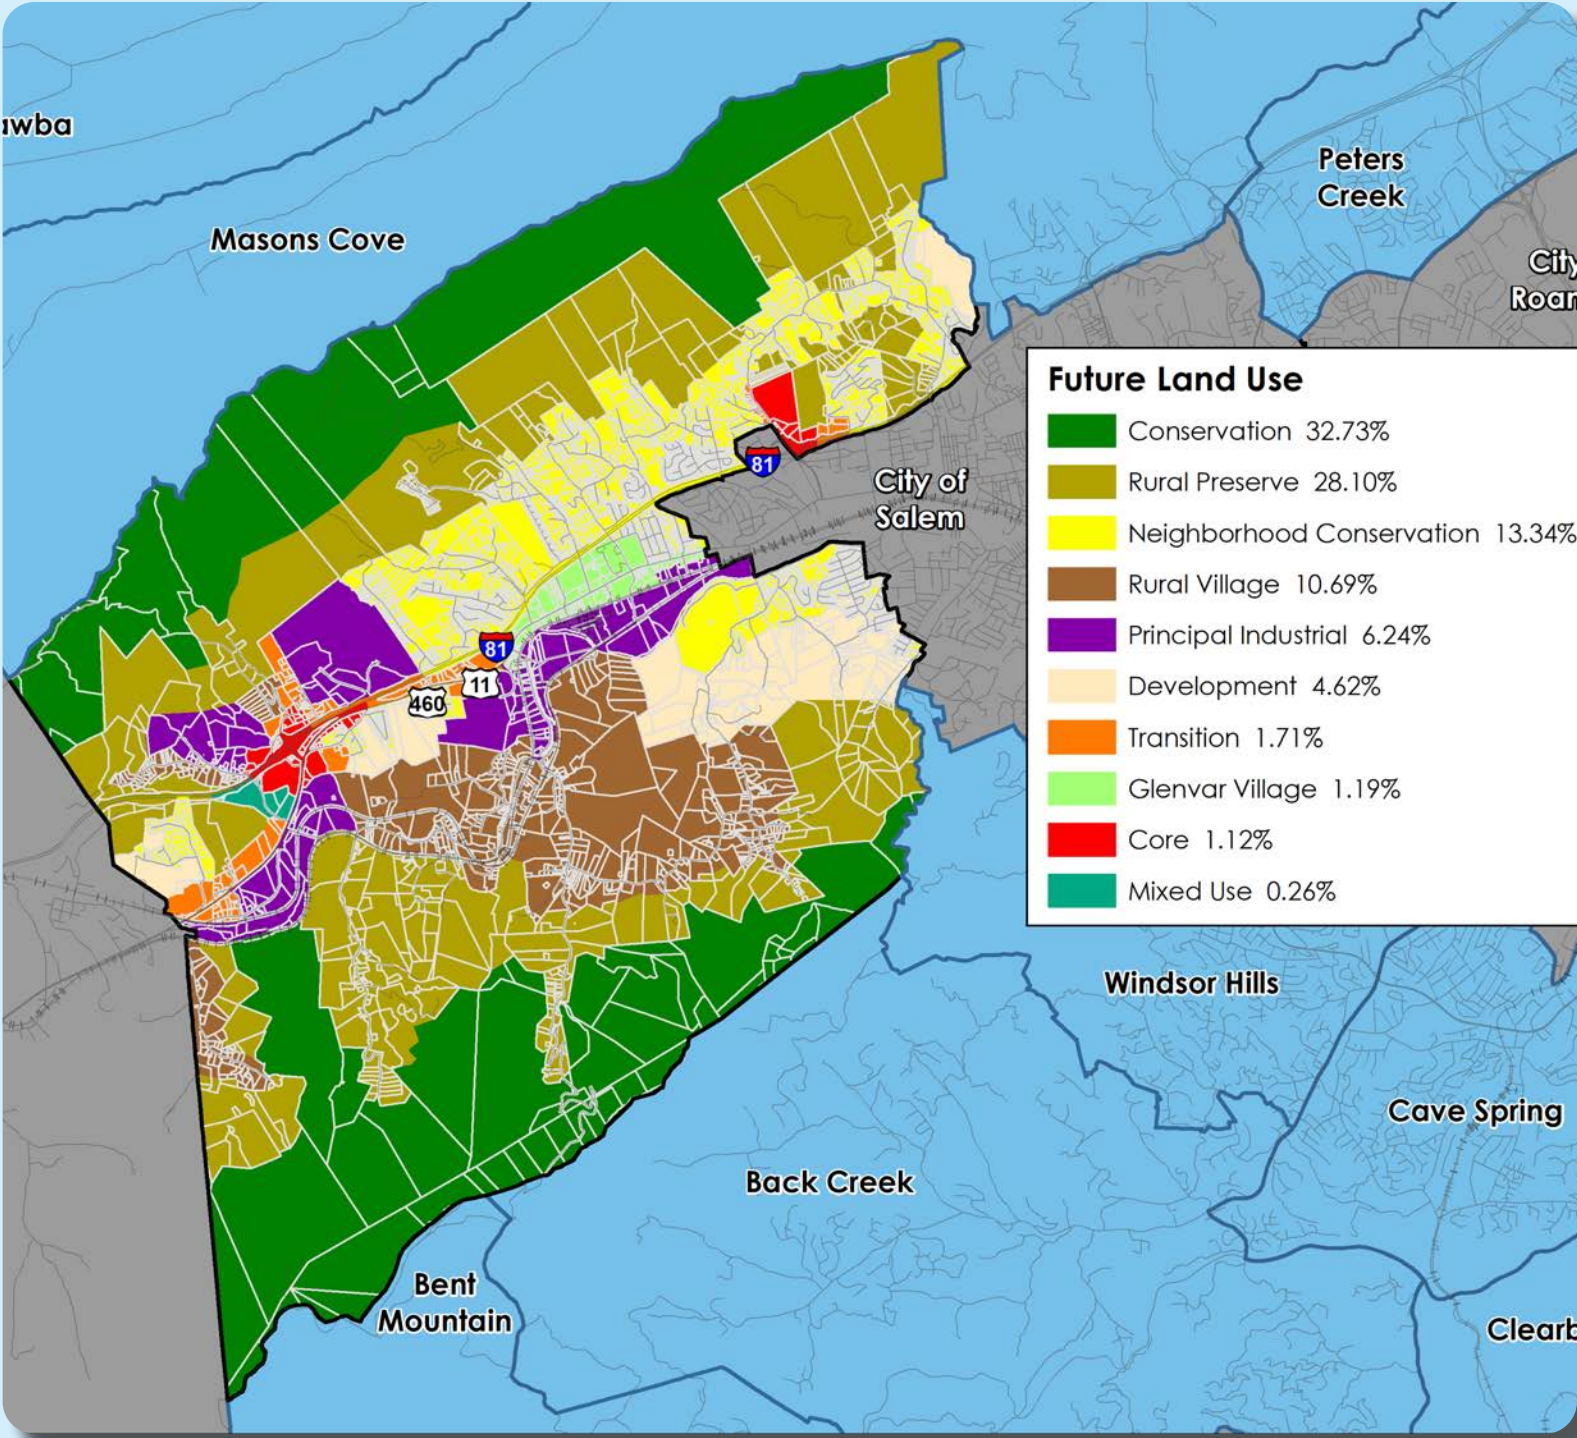 awba
Masons Cove
Peters
Creek
City
Roan
81
City of
Salem
81
11
460
Future Land Use
Conservation 32.73%
Rural Preserve 28.10%
Neighborhood Conservation 13.34%
Rural Village 10.69%
Principal Industrial 6.24%
Development 4.62%
Transition 1.71%
Glenvar Village 1.19%
Core 1.12%
Mixed Use 0.26%
Windsor Hills
Cave Spring
Back Creek
Bent
Mountain
Clearb